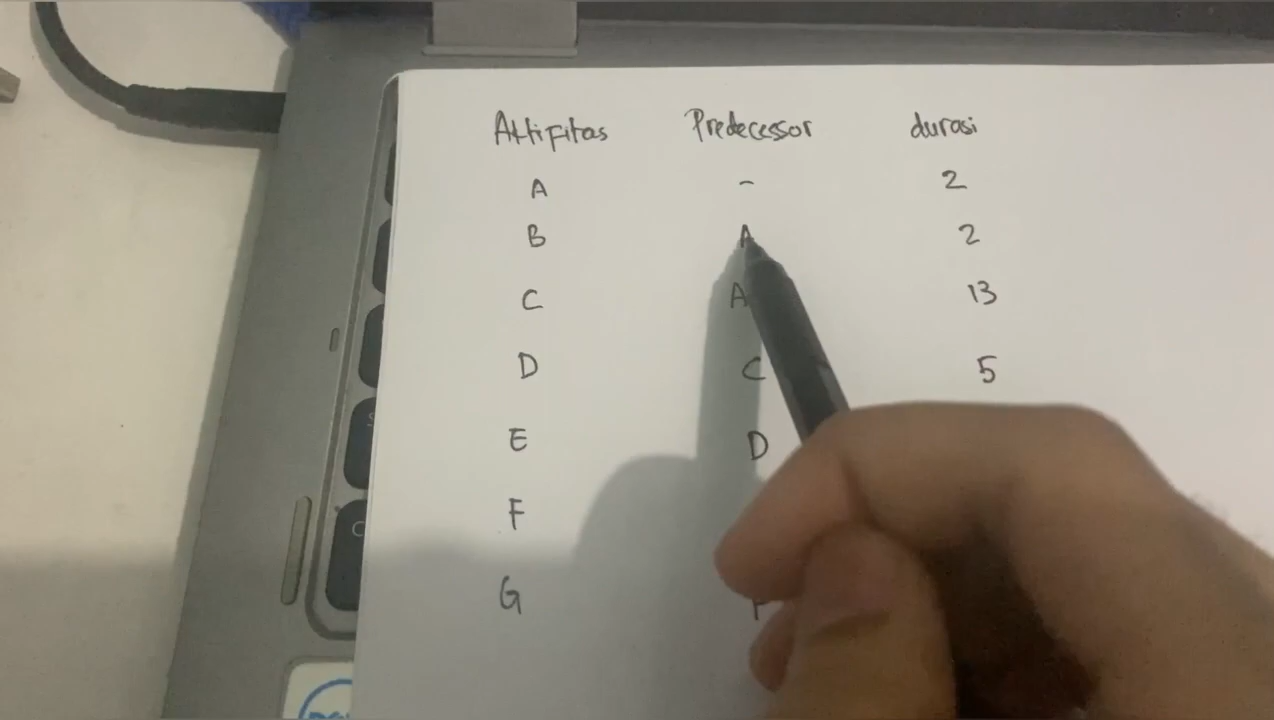 Aktifitas Predecessor durasi
A - 2
B A 2
C A 13
D C 5
E D
F
G